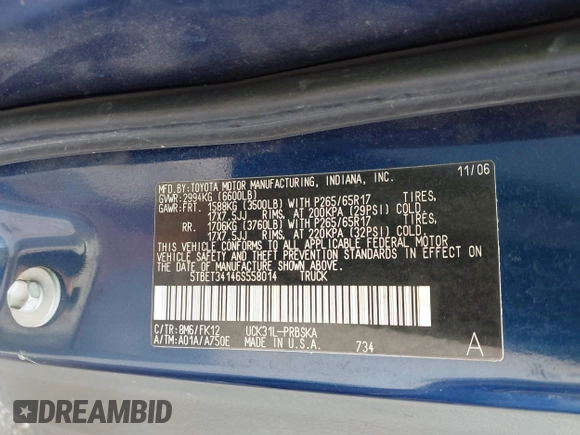 11/06
MFD.BY:TOYOTA MOTOR MANUFACTURING, INDIANA, INC.
GVWR:2994KG (6600LB)
GAWR:FRT. 1588KG (3500LB) WITH P265/65R17 TIRES,
17X7.5JJ RIMS, AT 200KPA (29PSI) COLD.
RR. 1706KG (3760LB) WITH P265/65R17 TIRES,
17X7.5JJ RIMS, AT 220KPA (32PSI) COLD.
THIS VEHICLE CONFORMS TO ALL APPLICABLE FEDERAL MOTOR
VEHICLE SAFETY AND THEFT PREVENTION STANDARDS IN
EFFECT ON THE DATE OF MANUFACTURE SHOWN ABOVE.
5TBET34146S558014 TRUCK
C/TR:8M6/FK12 UCK31L-PRBSKA
A/TM:A01A/A750E MADE IN U.S.A. 734 A
DREAMBID